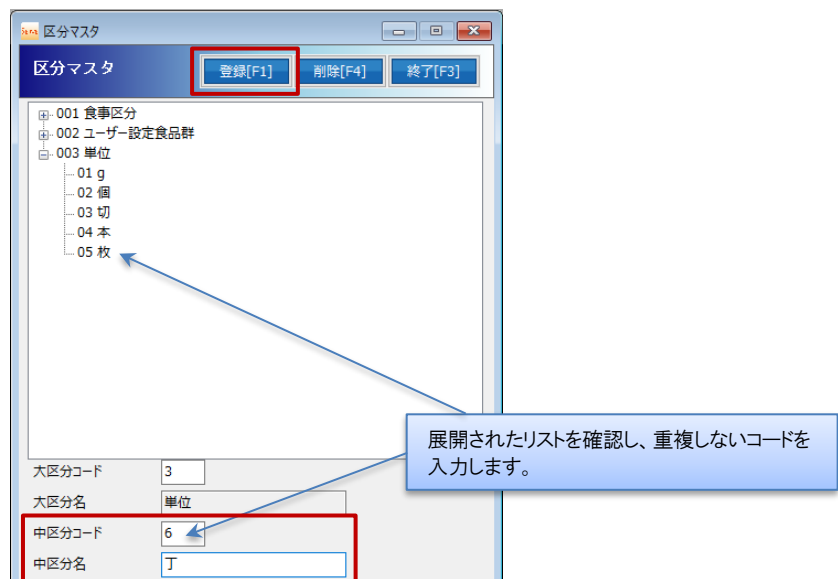 区分マスタ
区分マスタ
登録[F1]
削除[F4]
終了[F3]
001 食事区分
002 ユーザー設定食品群
003 単位
01 g
02 個
03 切
04 本
05 枚
展開されたリストを確認し、重複しないコードを
入力します。
大区分コード 3
大区分名 単位
中区分コード 6
中区分名 丁